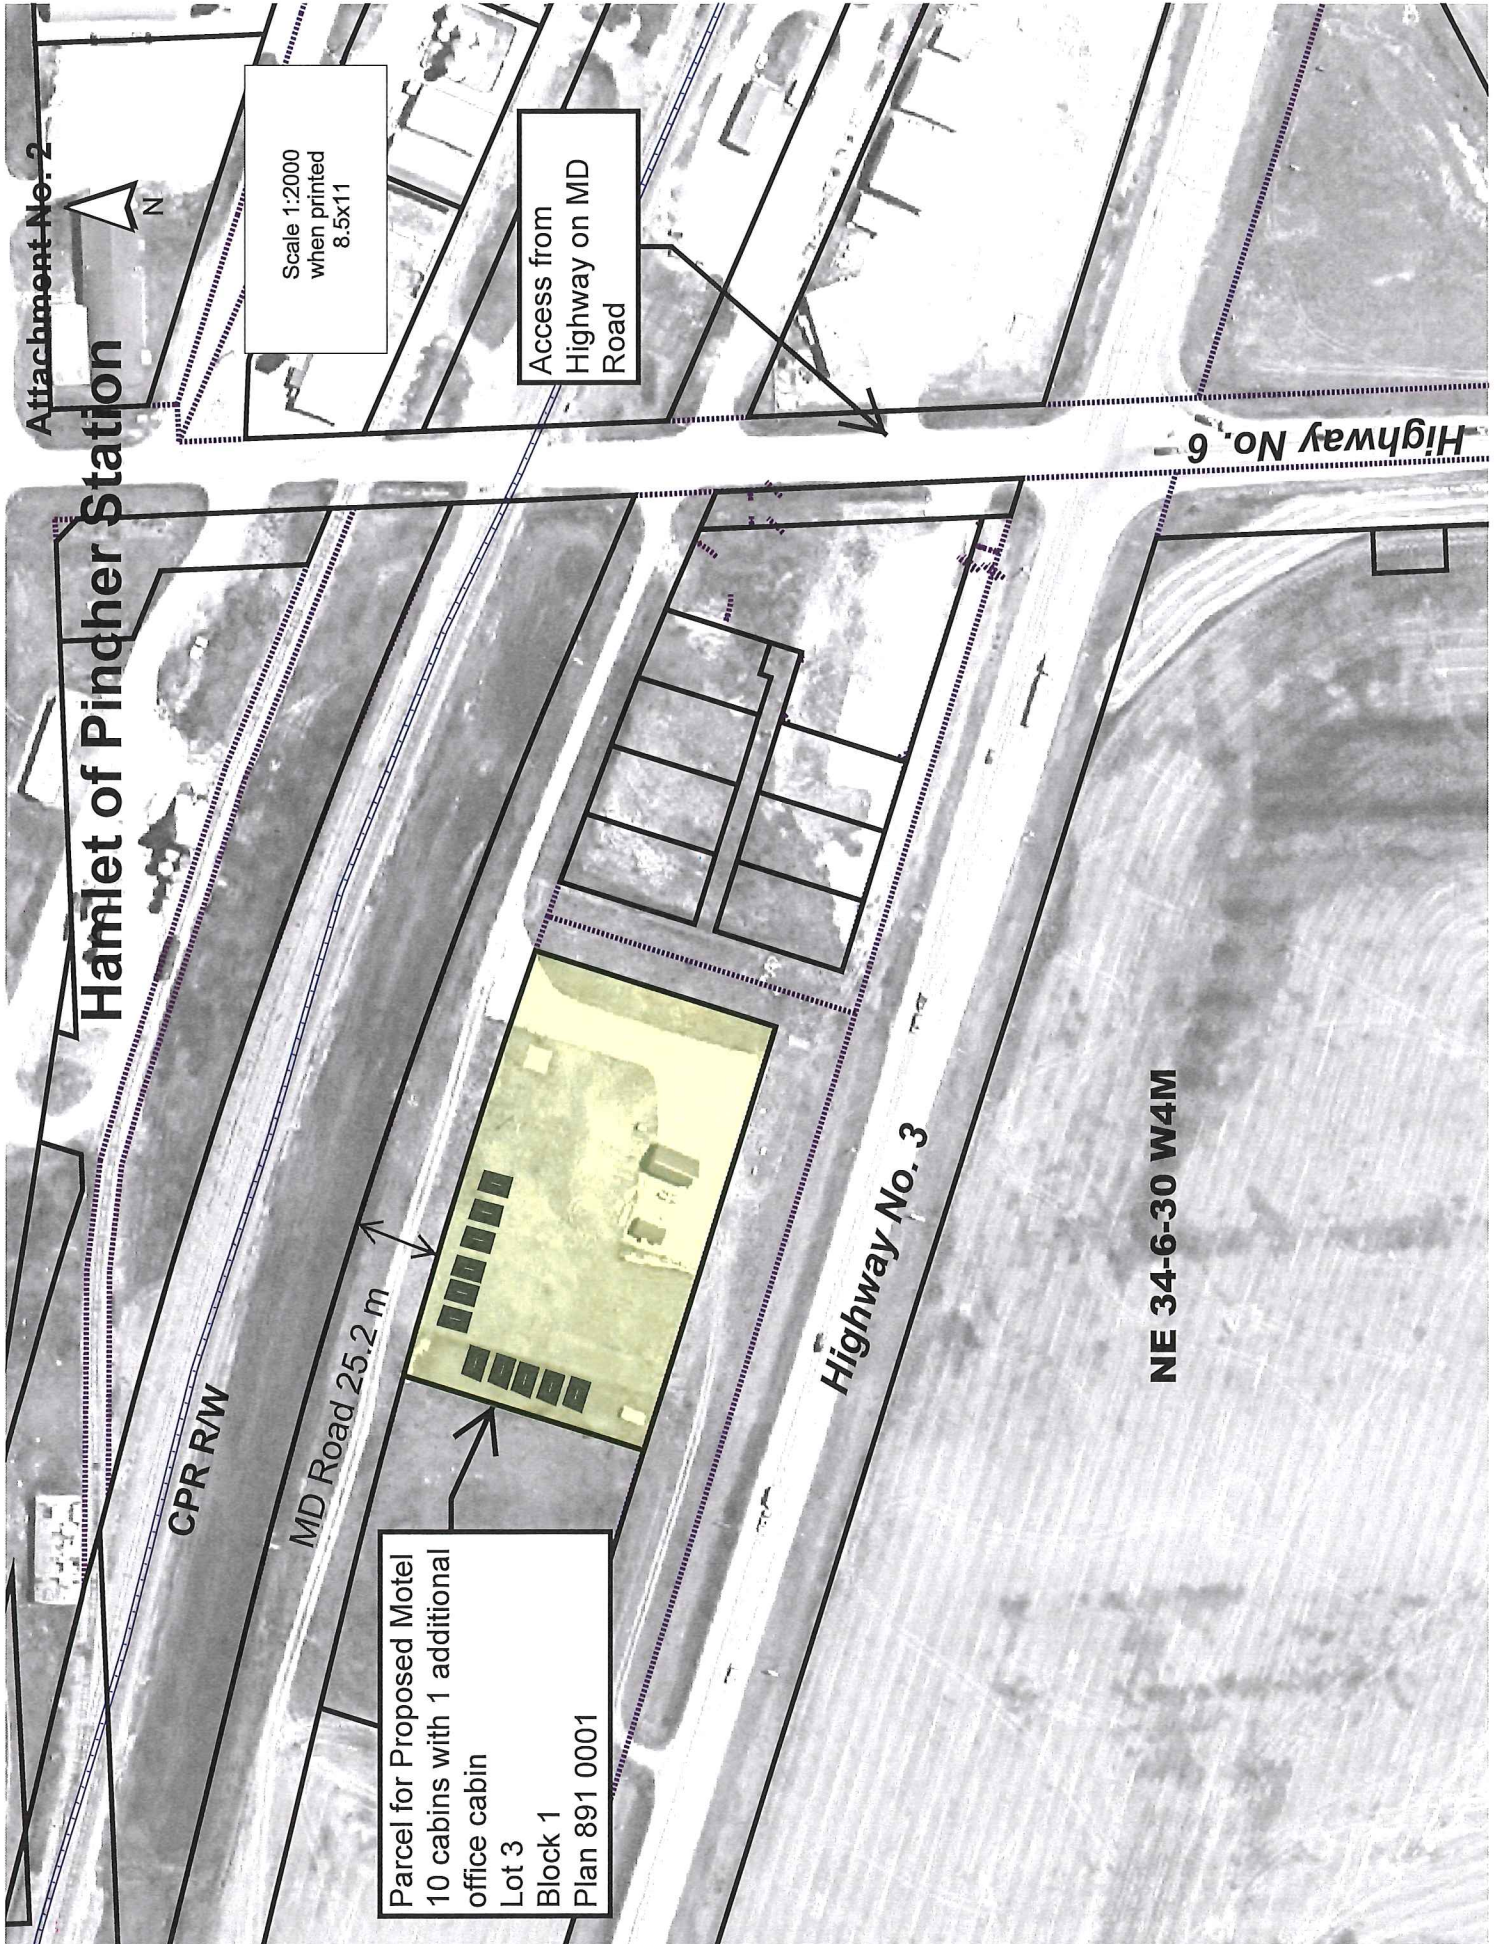 Attachment No. 2
Hamlet of Pincher Station
N
Scale 1:2000
when printed
8.5x11
Access from
Highway on MD
Road
Highway No. 6
CPR R/W
MD Road 25.2 m
Highway No. 3
Parcel for Proposed Motel
10 cabins with 1 additional
office cabin
Lot 3
Block 1
Plan 891 0001
NE 34-6-30 W4M